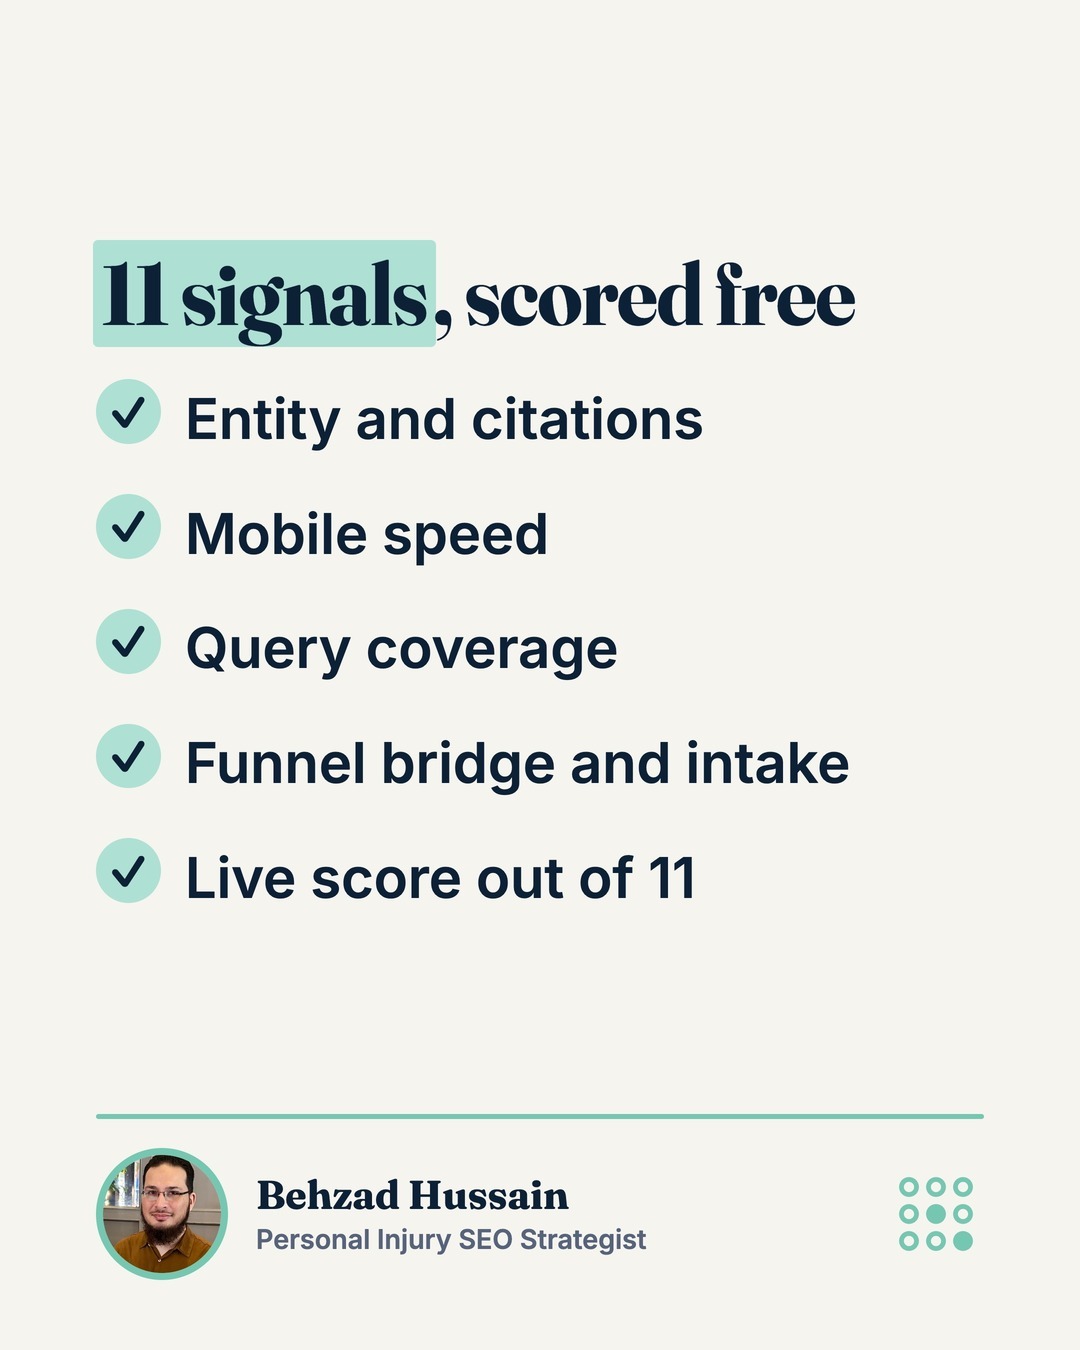 11 signals, scored free
Entity and citations
Mobile speed
Query coverage
Funnel bridge and intake
Live score out of 11
Behzad Hussain
Personal Injury SEO Strategist